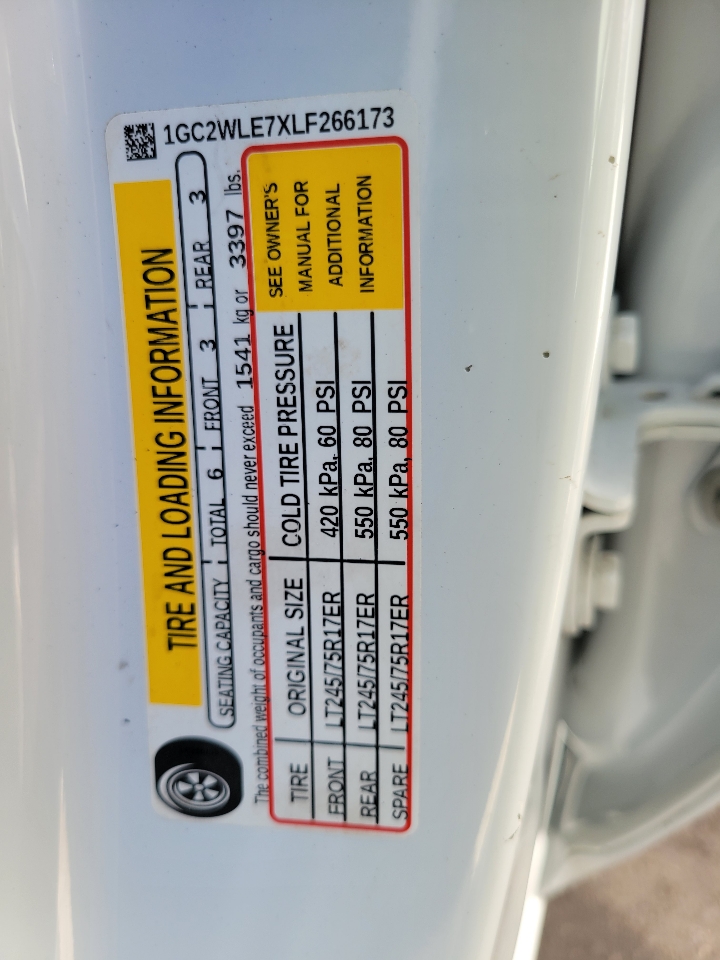 1GC2WLE7XLF266173
TIRE AND LOADING INFORMATION
SEATING CAPACITY TOTAL 6 FRONT 3 REAR 3
The combined weight of occupants and cargo should never exceed 1541 kg or 3397 lbs.
TIRE ORIGINAL SIZE COLD TIRE PRESSURE
FRONT LT245/75R17ER 420 kPa, 60 PSI
REAR LT245/75R17ER 550 kPa, 80 PSI
SPARE LT245/75R17ER 550 kPa, 80 PSI
SEE OWNER'S
MANUAL FOR
ADDITIONAL
INFORMATION